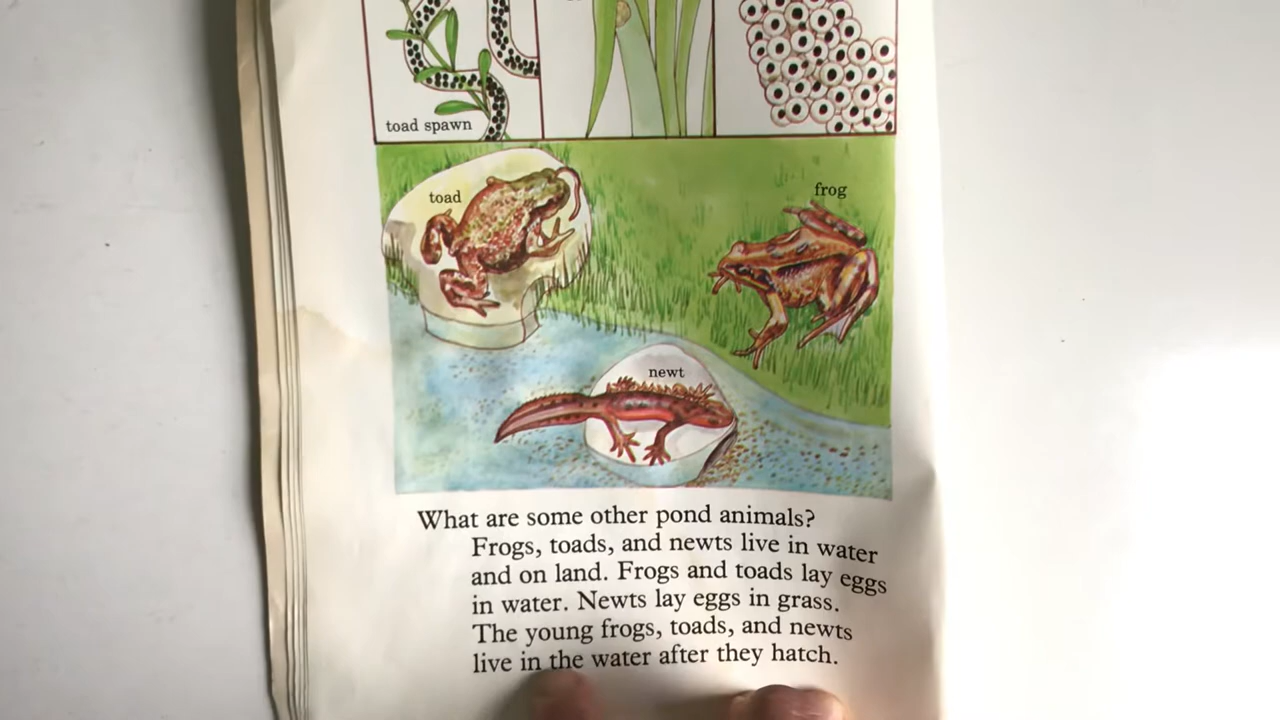 toad spawn
toad
frog
newt
What are some other pond animals?
Frogs, toads, and newts live in water
and on land. Frogs and toads lay eggs
in water. Newts lay eggs in grass.
The young frogs, toads, and newts
live in the water after they hatch.